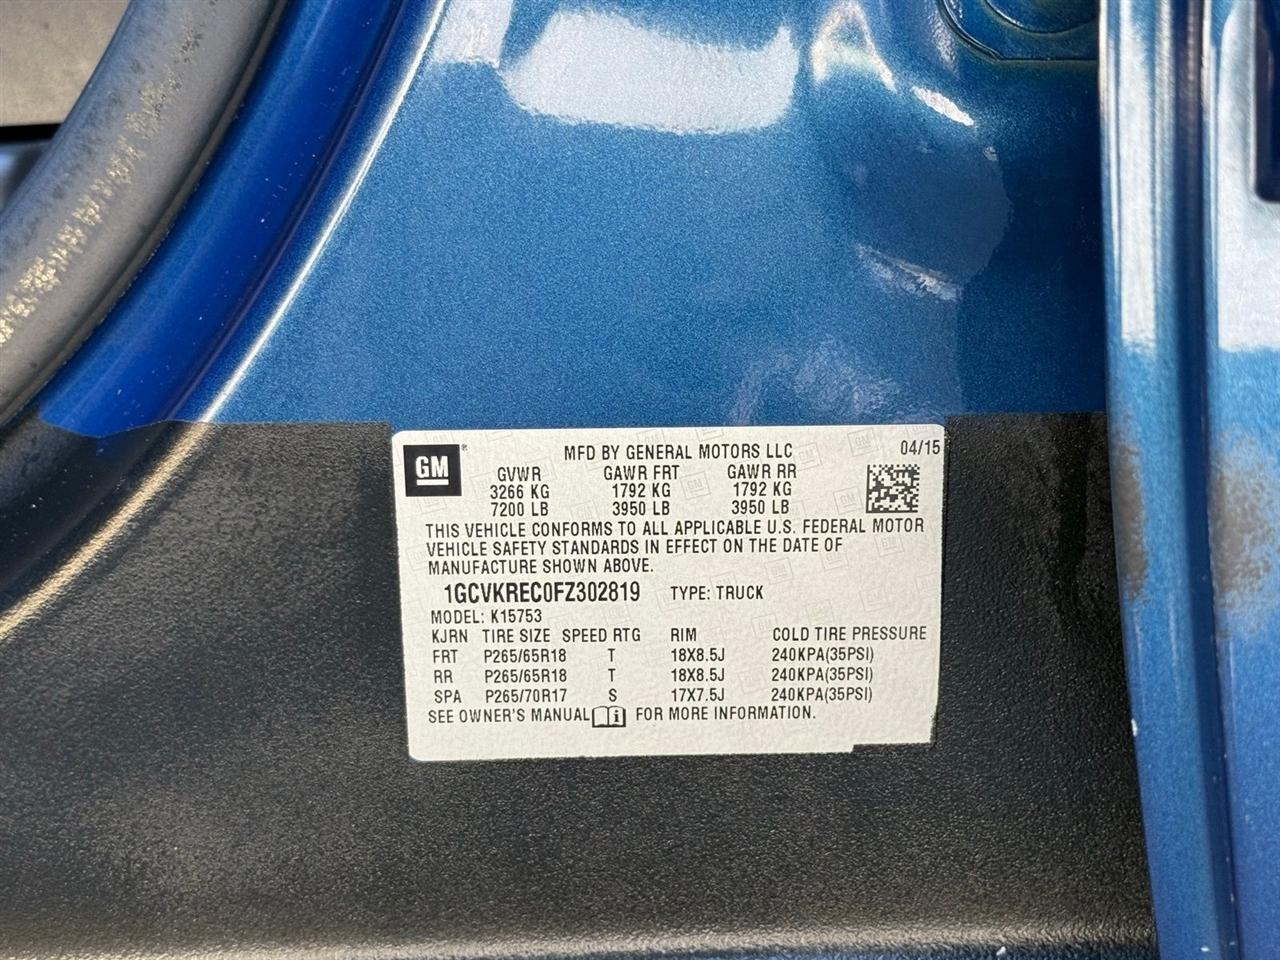 GM
MFD BY GENERAL MOTORS LLC 04/15
GVWR GAWR FRT GAWR RR
3266 KG 1792 KG 1792 KG
7200 LB 3950 LB 3950 LB
THIS VEHICLE CONFORMS TO ALL APPLICABLE U.S. FEDERAL MOTOR
VEHICLE SAFETY STANDARDS IN EFFECT ON THE DATE OF
MANUFACTURE SHOWN ABOVE.
1GCVKREC0FZ302819 TYPE: TRUCK
MODEL: K15753
KJRN TIRE SIZE SPEED RTG RIM COLD TIRE PRESSURE
FRT P265/65R18 T 18X8.5J 240KPA(35PSI)
RR P265/65R18 T 18X8.5J 240KPA(35PSI)
SPA P265/70R17 S 17X7.5J 240KPA(35PSI)
SEE OWNER'S MANUAL FOR MORE INFORMATION.